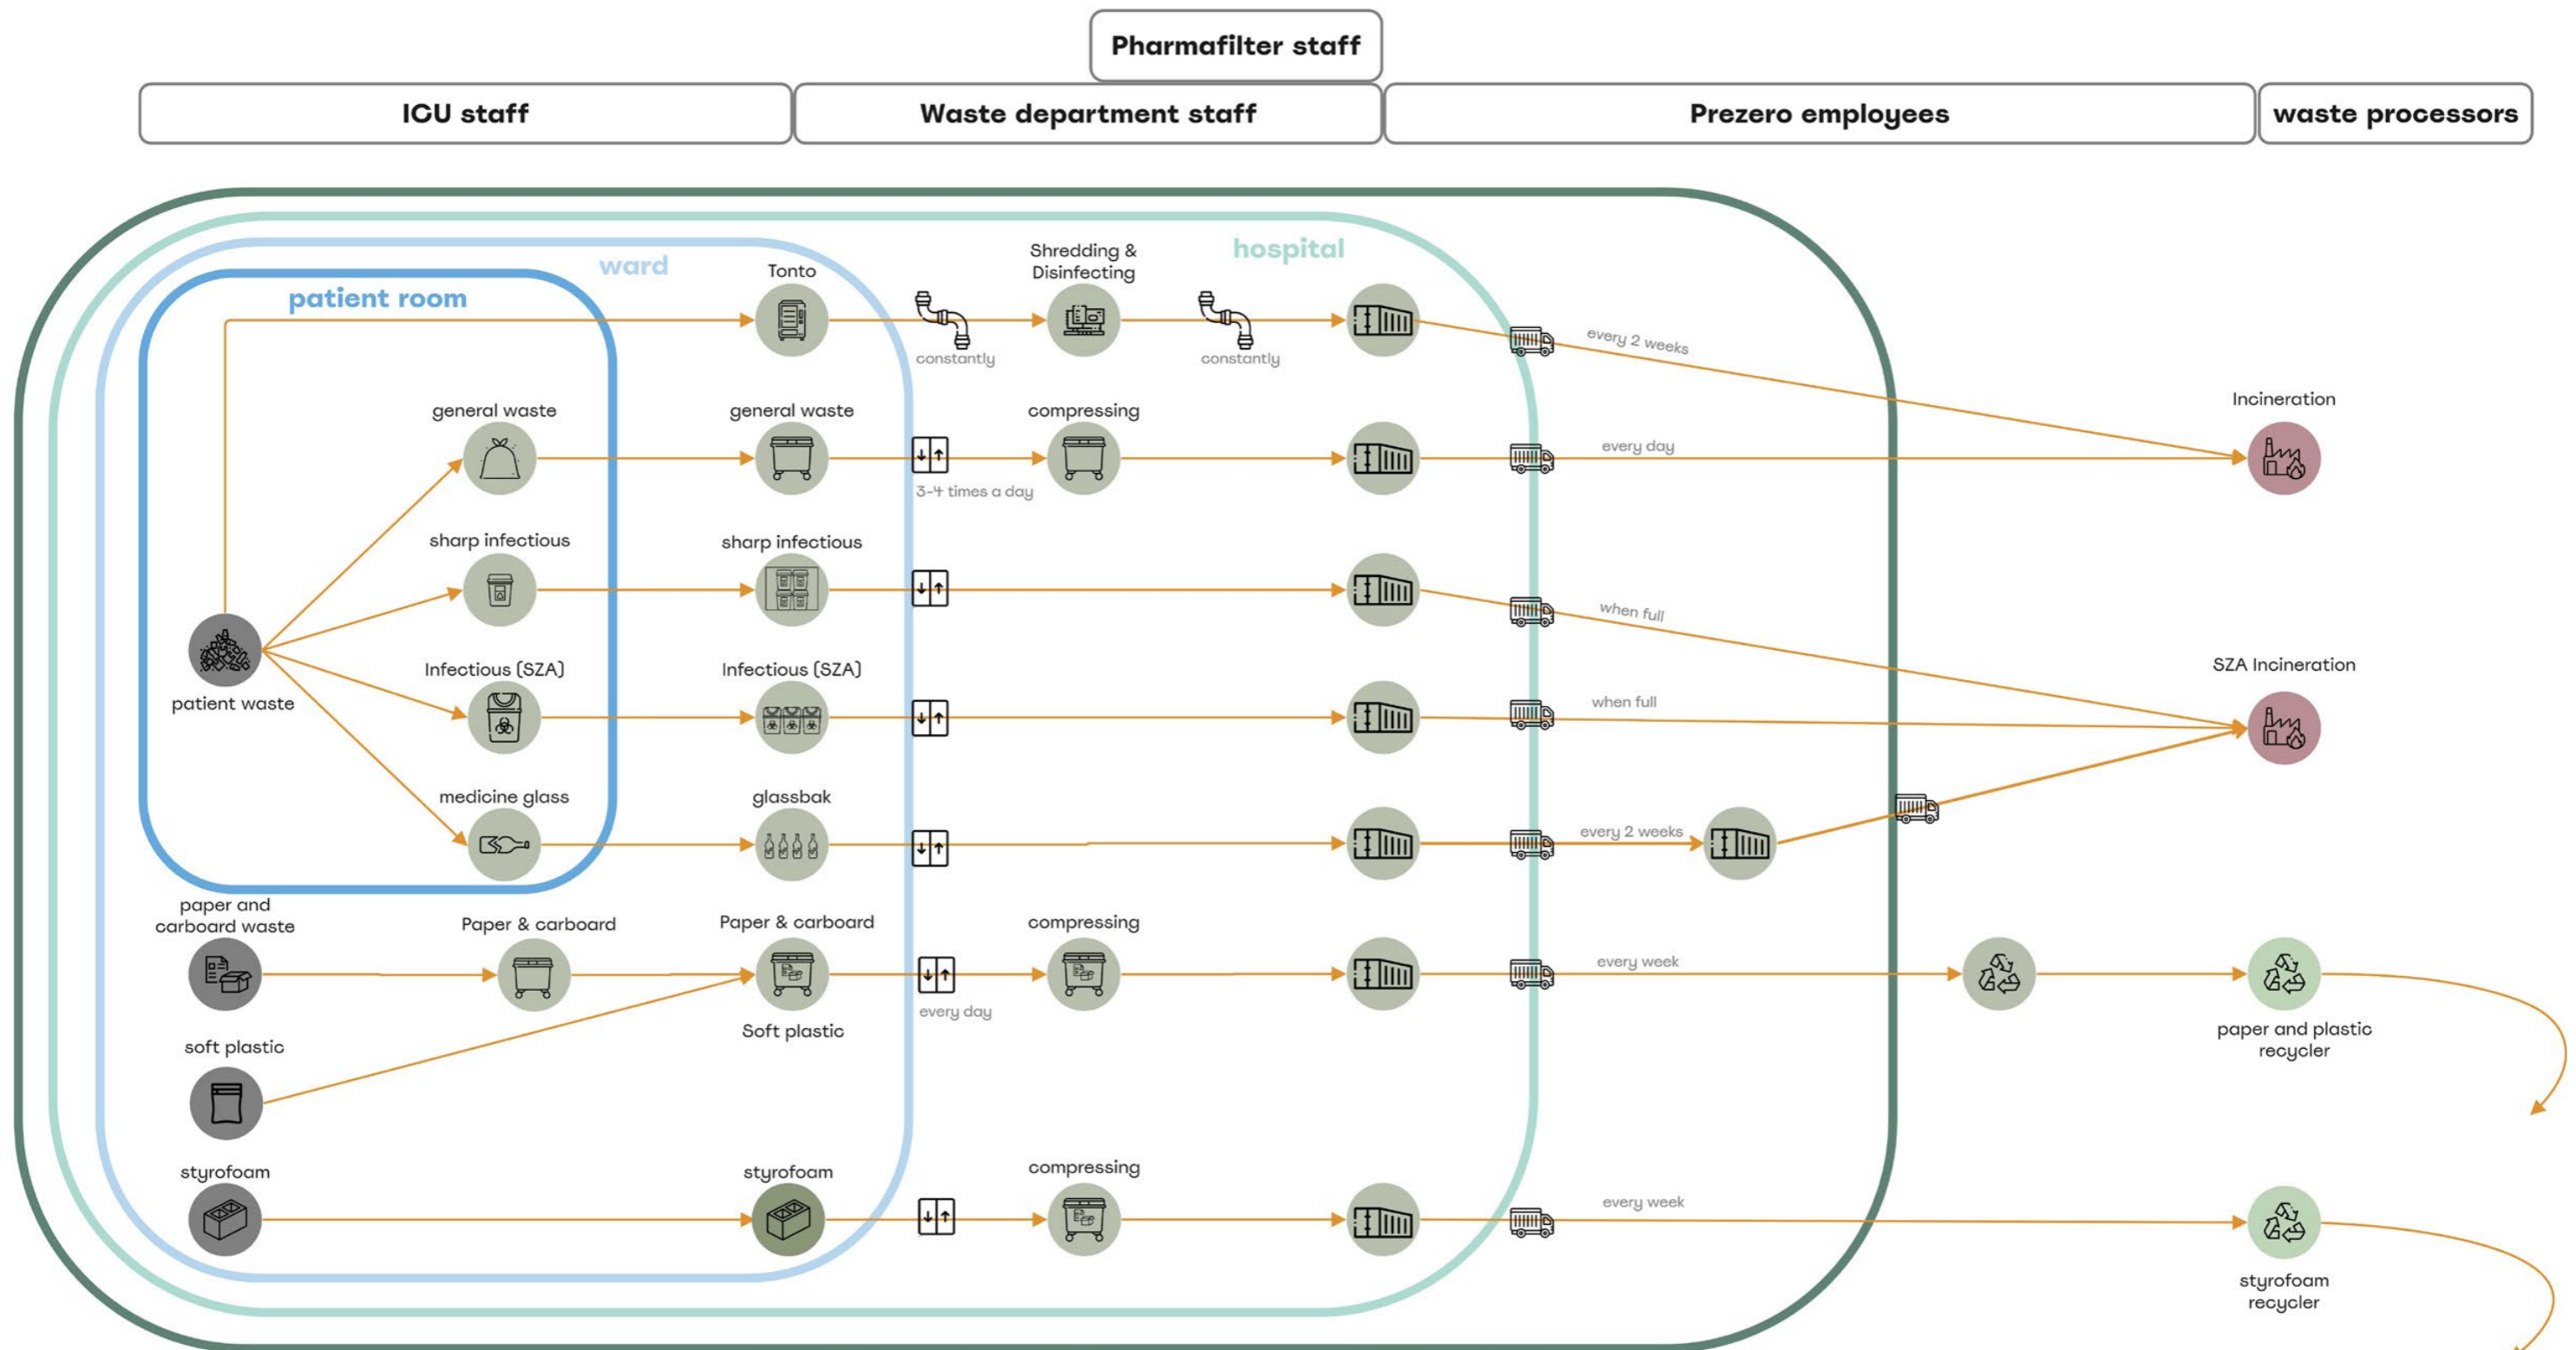 Pharmafilter staff
ICU staff
Waste department staff
Prezero employees
waste processors
hospital
ward
patient room
Tonto
Shredding &
Disinfecting
constantly
constantly
every 2 weeks
general waste
general waste
compressing
3-4 times a day
every day
Incineration
sharp infectious
sharp infectious
when full
patient waste
Infectious (SZA)
Infectious (SZA)
when full
SZA Incineration
medicine glass
glassbak
every 2 weeks
paper and
carboard waste
Paper & carboard
Paper & carboard
Soft plastic
every day
compressing
every week
paper and plastic
recycler
soft plastic
styrofoam
styrofoam
compressing
every week
styrofoam
recycler